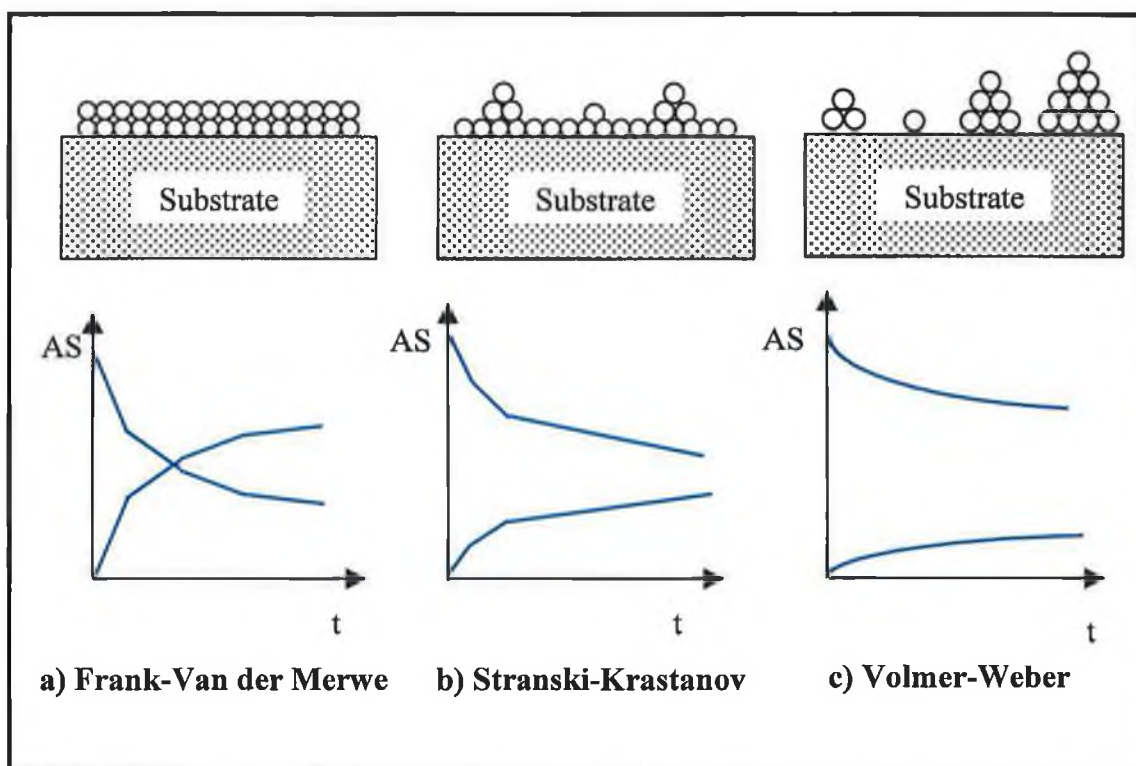 Substrate
Substrate
Substrate
AS
AS
AS
t
t
t
a) Frank-Van der Merwe
b) Stranski-Krastanov
c) Volmer-Weber